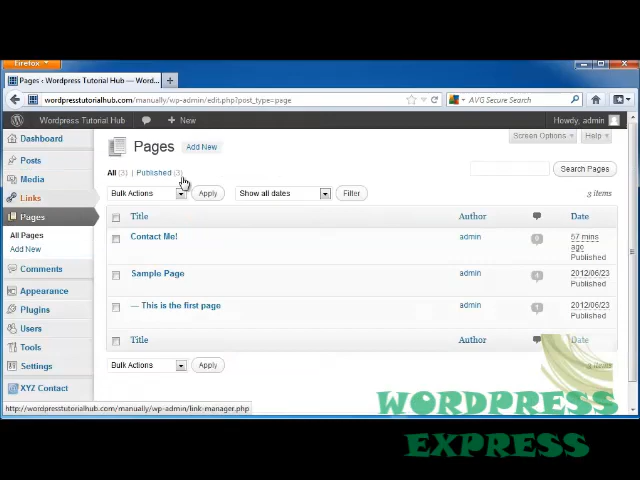 Firefox
Pages ‹ Wordpress Tutorial Hub — Word...
wordpresstutorialhub.com/manually/wp-admin/edit.php?post_type=page
AVG Secure Search
Wordpress Tutorial Hub + New Howdy, admin
Screen Options Help
Dashboard
Posts
Media
Links
Pages
All Pages
Add New
Comments
Appearance
Plugins
Users
Tools
Settings
XYZ Contact
Pages Add New
All (3) | Published (3)
Search Pages
Bulk Actions Apply Show all dates Filter 3 items
Title Author Date
Contact Me! admin 0 57 mins ago
Published
Sample Page admin 4 2012/06/23
Published
— This is the first page admin 1 2012/06/23
Published
Title Author Date
Bulk Actions Apply 3 items
http://wordpresstutorialhub.com/manually/wp-admin/link-manager.php
WORDPRESS
EXPRESS